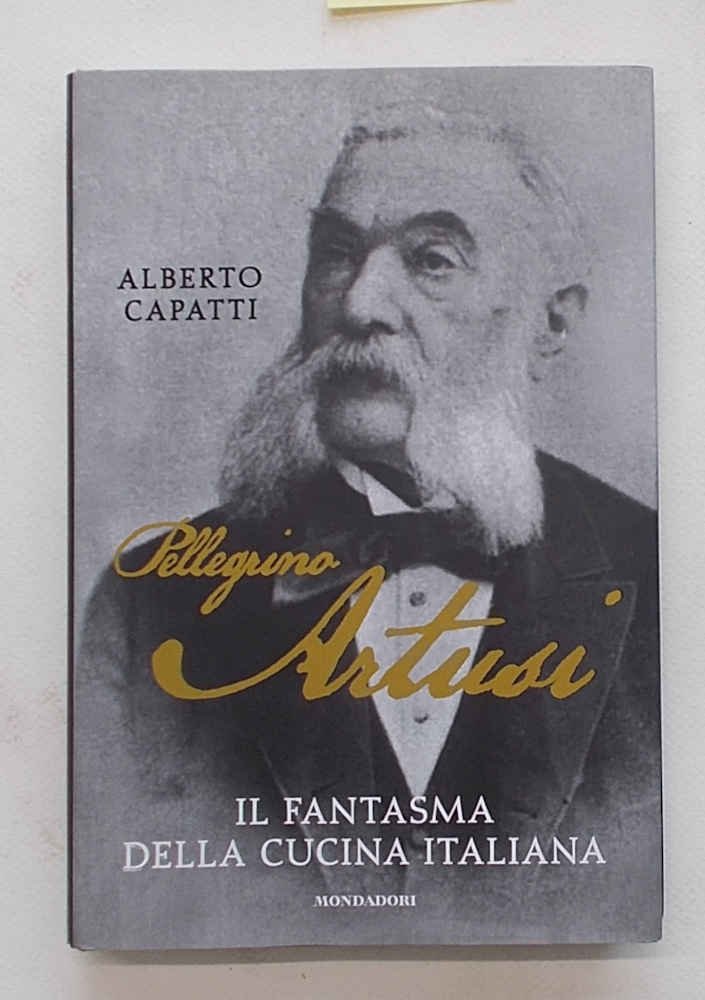 ALBERTO
CAPATTI
Pellegrino
Artusi
IL FANTASMA
DELLA CUCINA ITALIANA
MONDADORI